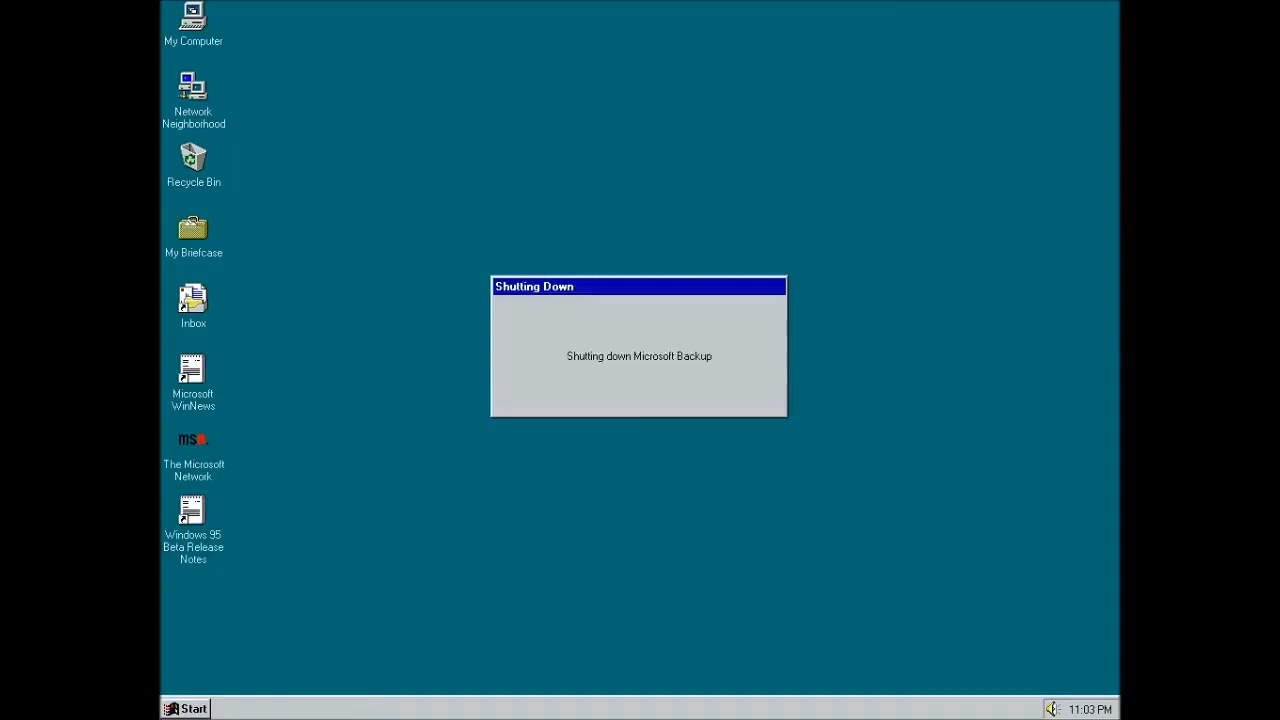 My Computer
Network
Neighborhood
Recycle Bin
My Briefcase
Inbox
Microsoft
WinNews
msn.
The Microsoft
Network
Windows 95
Beta Release
Notes
Shutting Down
Shutting down Microsoft Backup
Start
11:03 PM